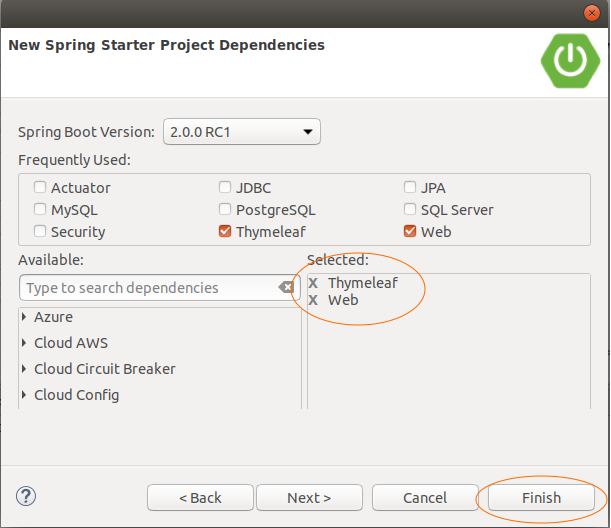 New Spring Starter Project Dependencies
Spring Boot Version: 2.0.0 RC1
Frequently Used:
Actuator JDBC JPA
MySQL PostgreSQL SQL Server
Security Thymeleaf Web
Available: Selected:
Type to search dependencies X Thymeleaf
X Web
Azure
Cloud AWS
Cloud Circuit Breaker
Cloud Config
? < Back Next > Cancel Finish